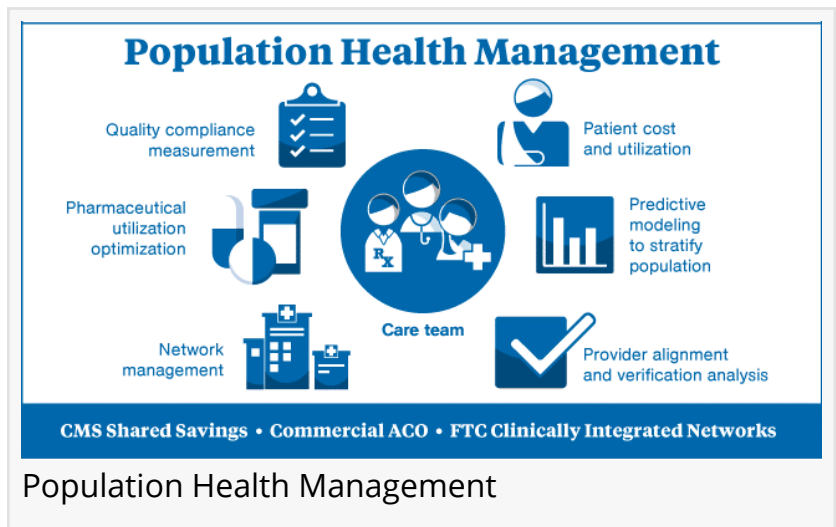 Population Health Management
Quality compliance
measurement
Patient cost
and utilization
Pharmaceutical
utilization
optimization
Predictive
modeling
to stratify
population
RX
Care team
Network
management
Provider alignment
and verification analysis
CMS Shared Savings • Commercial ACO • FTC Clinically Integrated Networks
Population Health Management